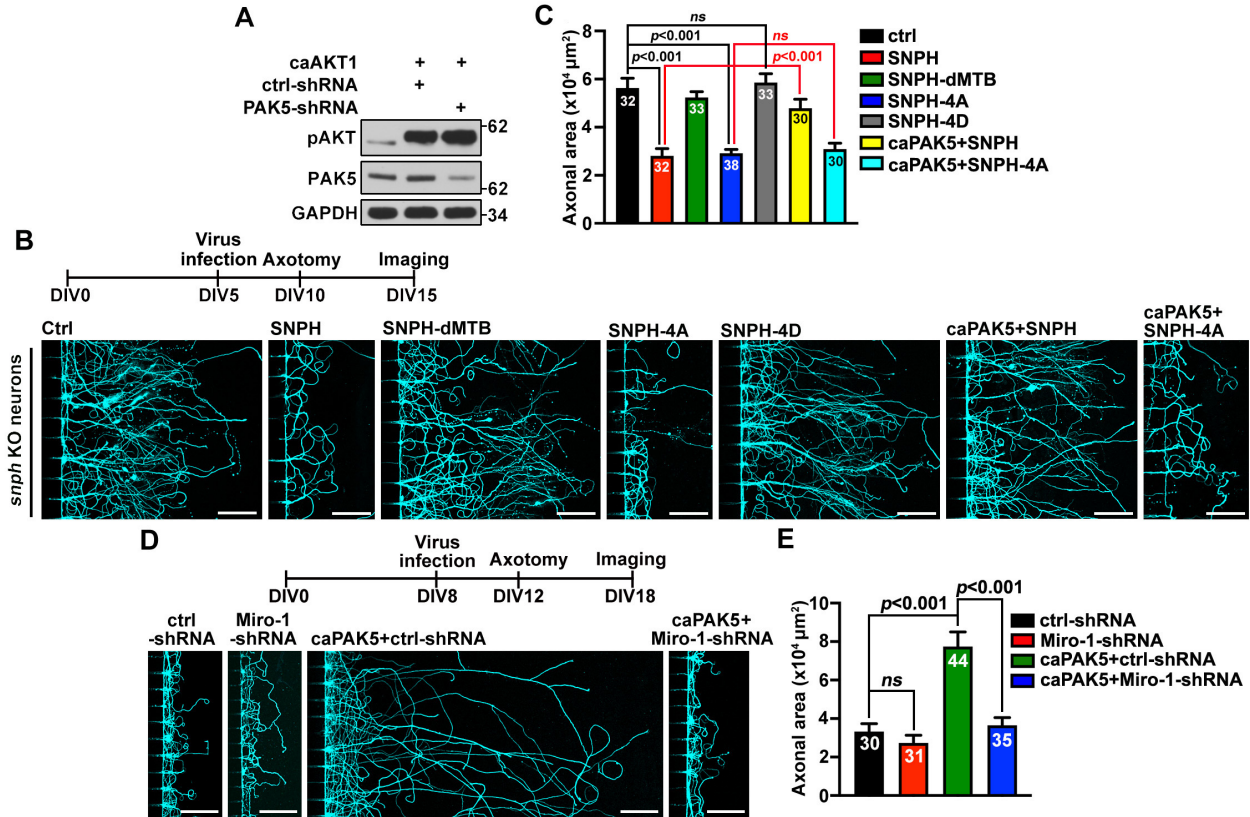 A
caAKT1 + +
ctrl-shRNA +
PAK5-shRNA +
pAKT
62
PAK5
62
GAPDH
34
C
Axonal area (x10⁴ μm²)
8
6
4
2
0
ns
p<0.001
p<0.001
ns
p<0.001
32
32
33
38
33
30
30
ctrl
SNPH
SNPH-dMTB
SNPH-4A
SNPH-4D
caPAK5+SNPH
caPAK5+SNPH-4A
B
Virus
infection
Axotomy
Imaging
DIV0
DIV5
DIV10
DIV15
snph KO neurons
Ctrl
SNPH
SNPH-dMTB
SNPH-4A
SNPH-4D
caPAK5+SNPH
caPAK5+
SNPH-4A
D
Virus
infection
Axotomy
Imaging
DIV0
DIV8
DIV12
DIV18
ctrl
-shRNA
Miro-1
-shRNA
caPAK5+ctrl-shRNA
caPAK5+
Miro-1-shRNA
E
Axonal area (x10⁴ μm²)
10
8
6
4
2
0
p<0.001
p<0.001
ns
30
31
44
35
ctrl-shRNA
Miro-1-shRNA
caPAK5+ctrl-shRNA
caPAK5+Miro-1-shRNA